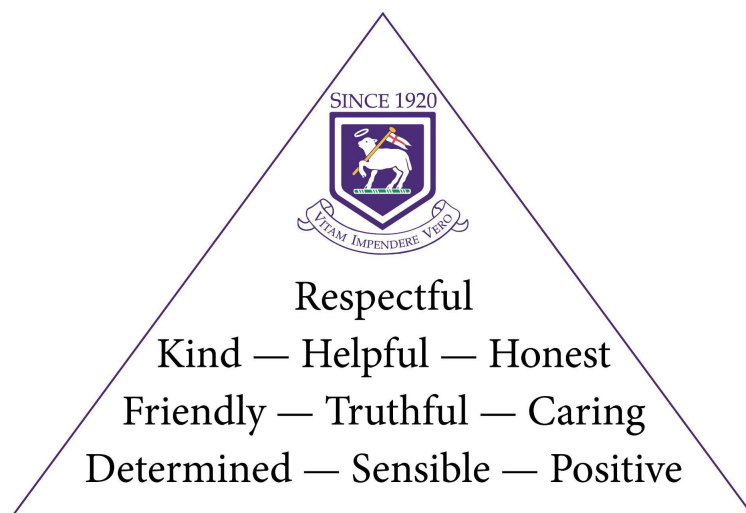 SINCE 1920
VITAM IMPENDERE VERO
Respectful
Kind — Helpful — Honest
Friendly — Truthful — Caring
Determined — Sensible — Positive